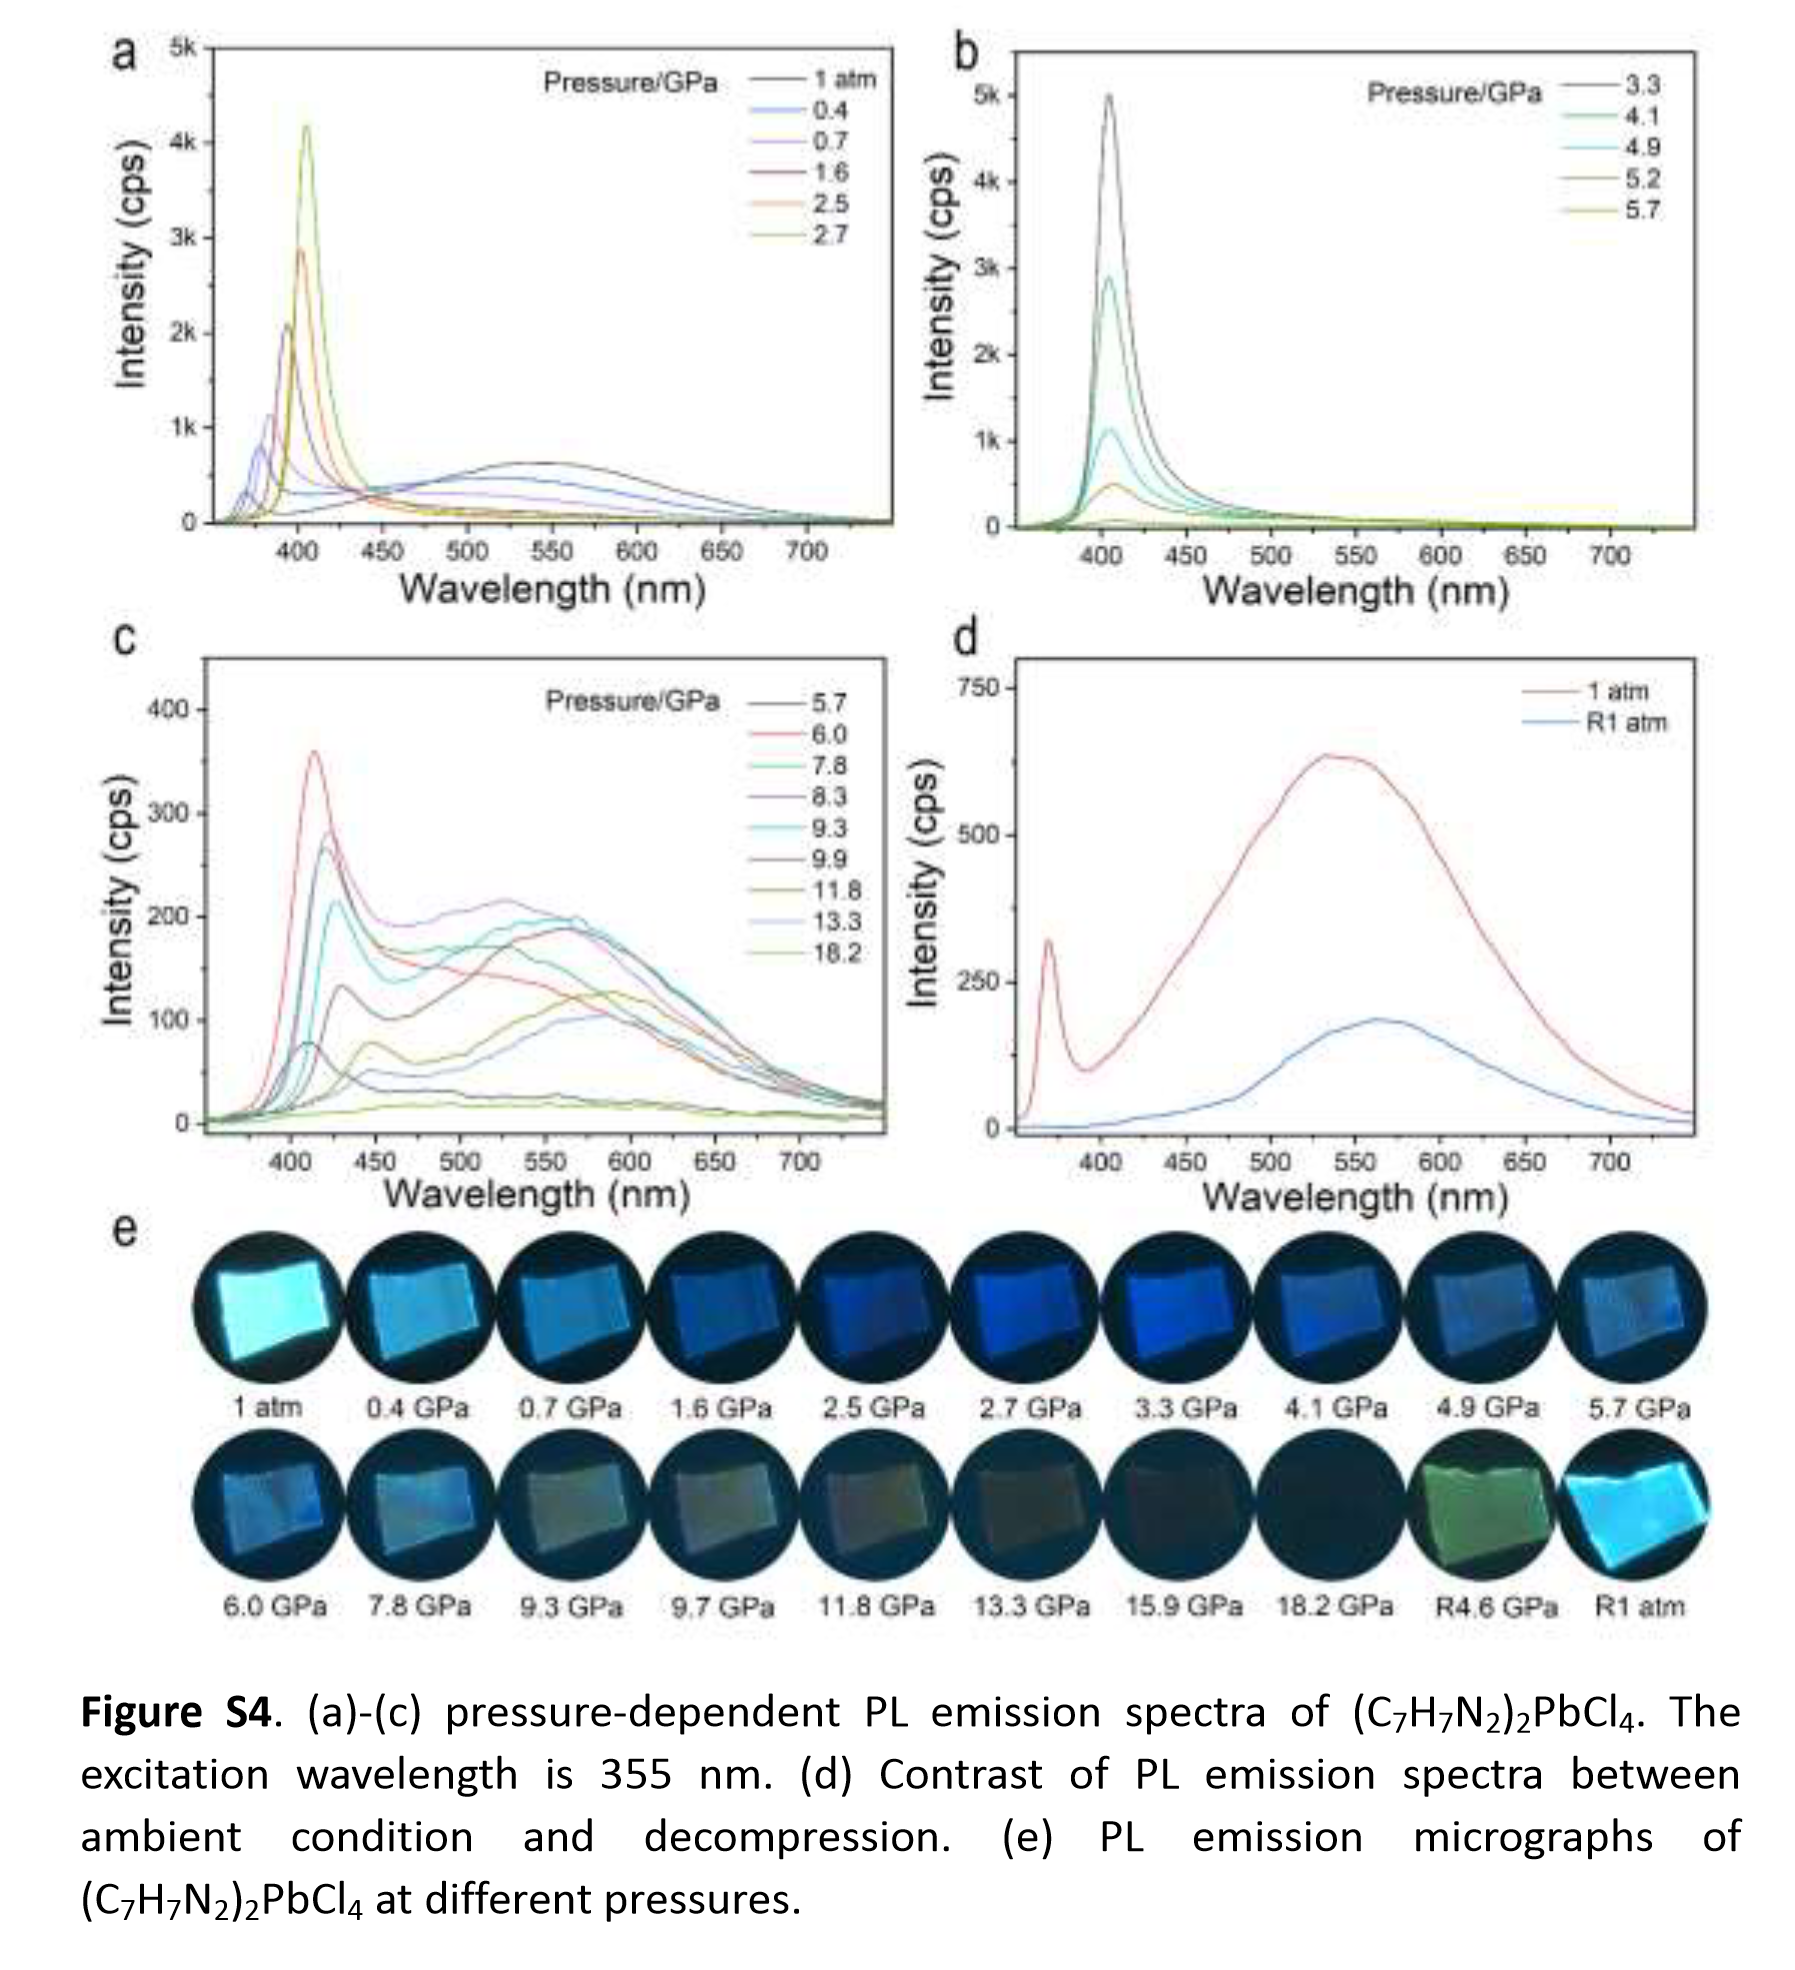 a
5k
4k
3k
2k
1k
0
Intensity (cps)
Pressure/GPa
1 atm
0.4
0.7
1.6
2.5
2.7
400 450 500 550 600 650 700
Wavelength (nm)
b
5k
4k
3k
2k
1k
0
Intensity (cps)
Pressure/GPa
3.3
4.1
4.9
5.2
5.7
400 450 500 550 600 650 700
Wavelength (nm)
c
400
300
200
100
0
Intensity (cps)
Pressure/GPa
5.7
6.0
7.8
8.3
9.3
9.9
11.8
13.3
18.2
400 450 500 550 600 650 700
Wavelength (nm)
d
750
500
250
0
Intensity (cps)
1 atm
R1 atm
400 450 500 550 600 650 700
Wavelength (nm)
e
1 atm 0.4 GPa 0.7 GPa 1.6 GPa 2.5 GPa 2.7 GPa 3.3 GPa 4.1 GPa 4.9 GPa 5.7 GPa
6.0 GPa 7.8 GPa 9.3 GPa 9.7 GPa 11.8 GPa 13.3 GPa 15.9 GPa 18.2 GPa R4.6 GPa R1 atm
Figure S4. (a)-(c) pressure-dependent PL emission spectra of (C₇H₇N₂)₂PbCl₄. The
excitation wavelength is 355 nm. (d) Contrast of PL emission spectra between
ambient condition and decompression. (e) PL emission micrographs of
(C₇H₇N₂)₂PbCl₄ at different pressures.